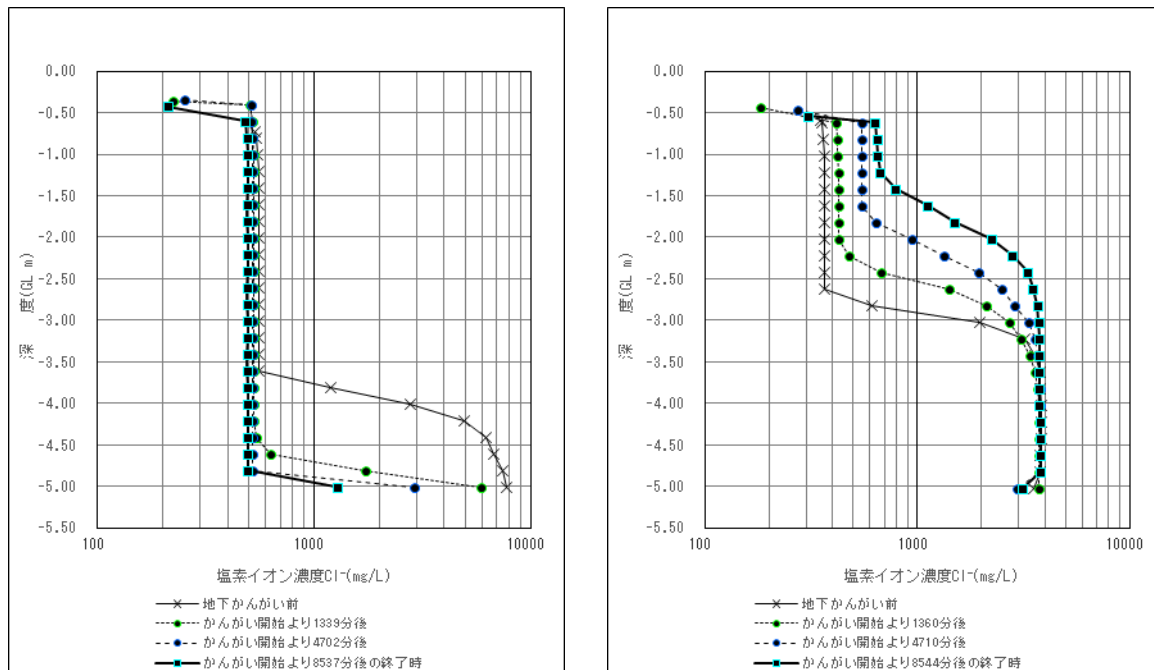 0.00
-0.50
-1.00
-1.50
-2.00
-2.50
-3.00
-3.50
-4.00
-4.50
-5.00
-5.50
深 度(GL m)
100
1000
10000
塩素イオン濃度Cl⁻(mg/L)
地下かんがい前
かんがい開始より1339分後
かんがい開始より4702分後
かんがい開始より8537分後の終了時
0.00
-0.50
-1.00
-1.50
-2.00
-2.50
-3.00
-3.50
-4.00
-4.50
-5.00
-5.50
深 度(GL m)
100
1000
10000
塩素イオン濃度Cl⁻(mg/L)
地下かんがい前
かんがい開始より1360分後
かんがい開始より4710分後
かんがい開始より8544分後の終了時